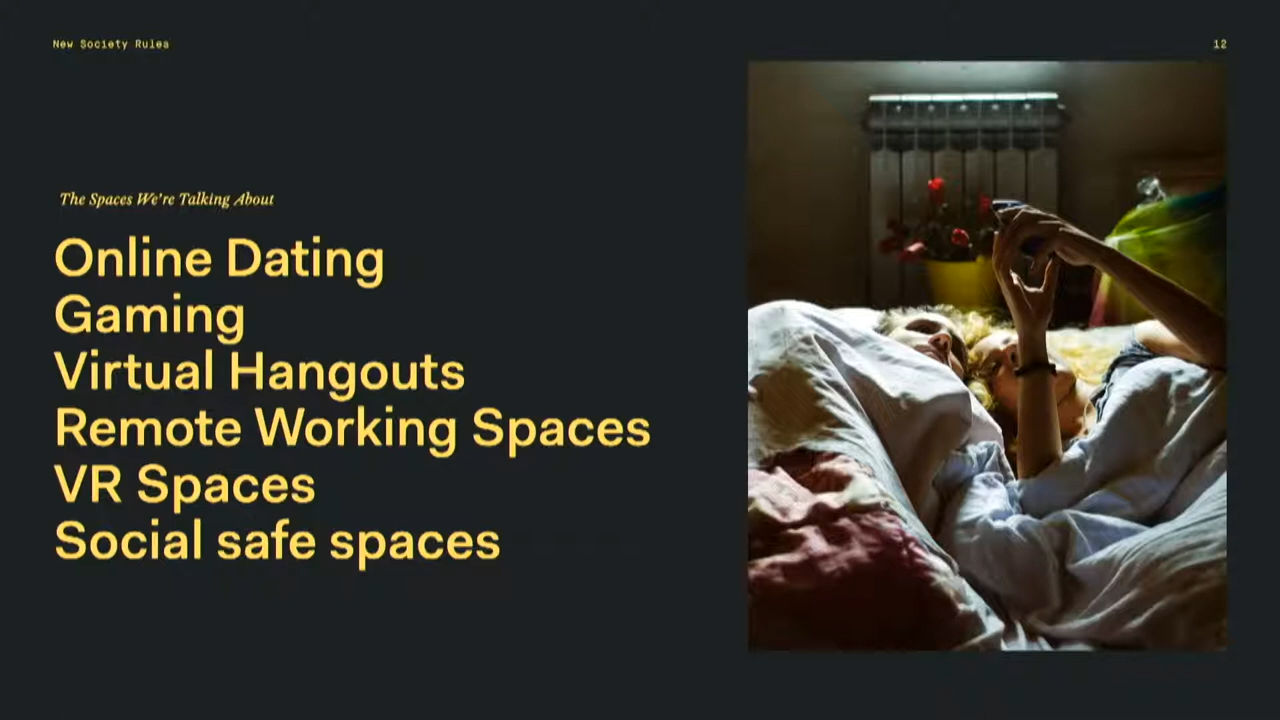 New Society Rules
12
The Spaces We're Talking About
Online Dating
Gaming
Virtual Hangouts
Remote Working Spaces
VR Spaces
Social safe spaces